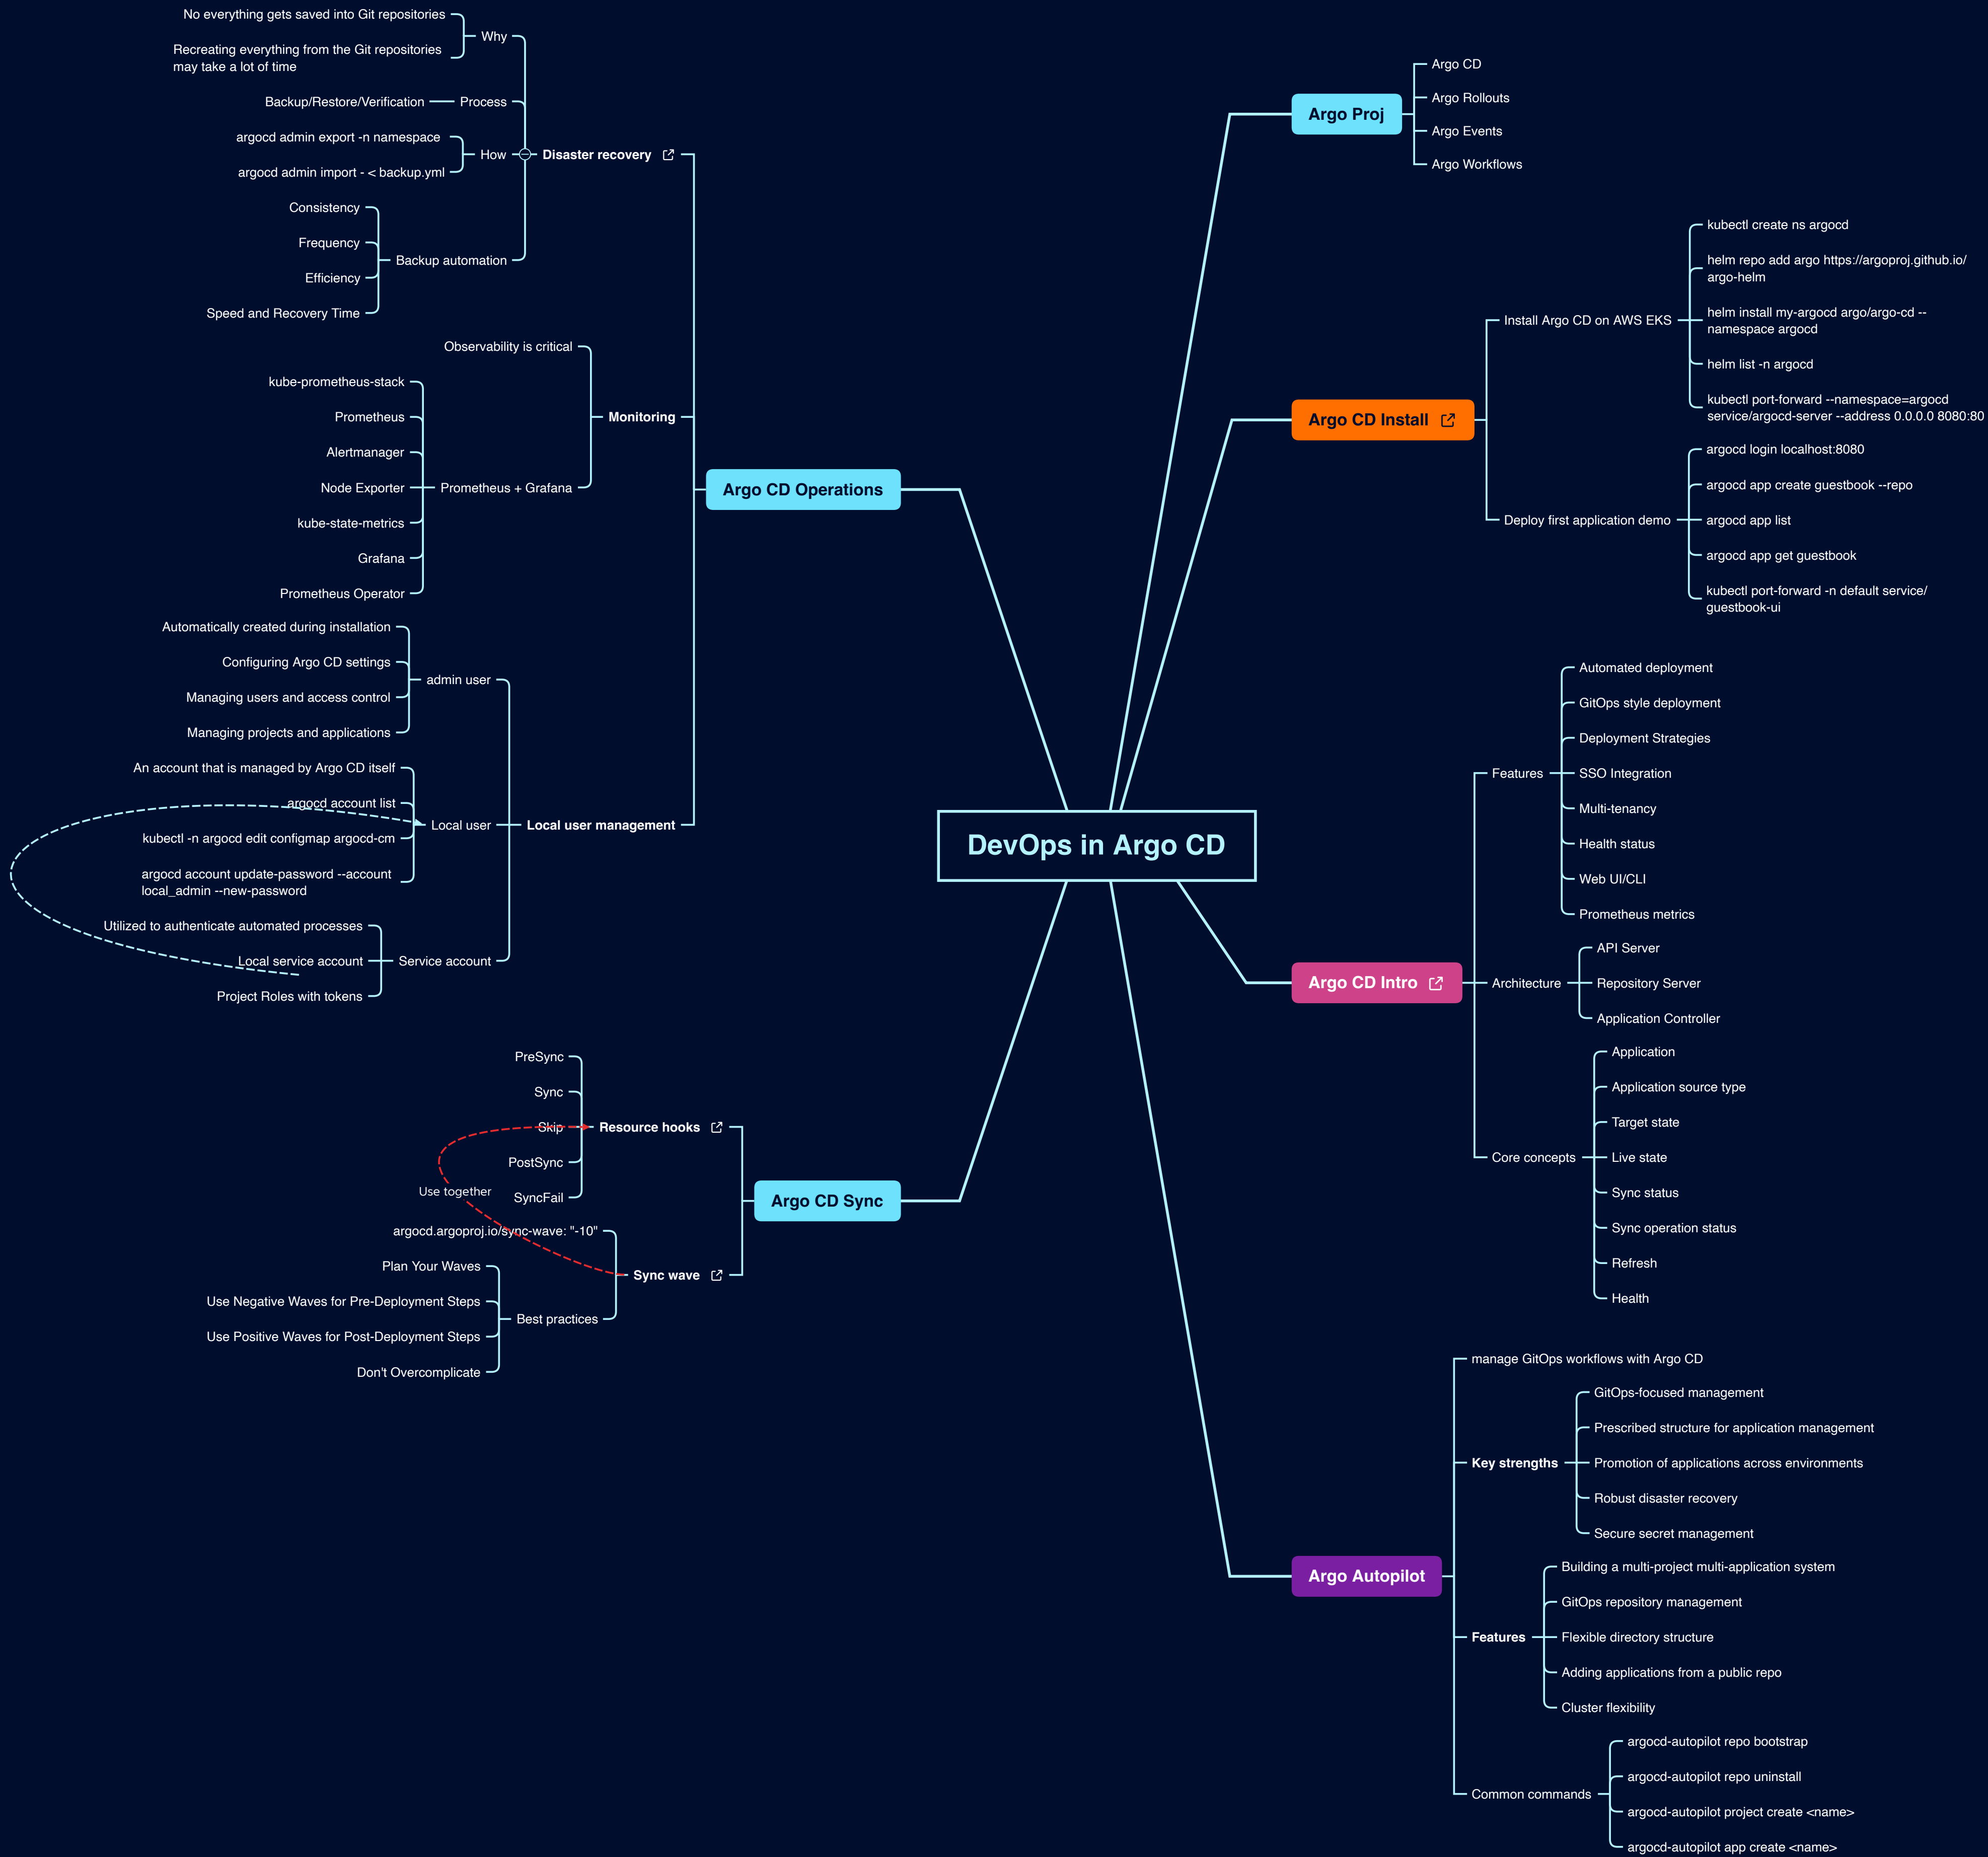 DevOps in Argo CD
Argo Proj
Argo CD
Argo Rollouts
Argo Events
Argo Workflows
Argo CD Install
Install Argo CD on AWS EKS
kubectl create ns argocd
helm repo add argo https://argoproj.github.io/
argo-helm
helm install my-argocd argo/argo-cd --
namespace argocd
helm list -n argocd
kubectl port-forward --namespace=argocd
service/argocd-server --address 0.0.0.0 8080:80
Deploy first application demo
argocd login localhost:8080
argocd app create guestbook --repo
argocd app list
argocd app get guestbook
kubectl port-forward -n default service/
guestbook-ui
Argo CD Intro
Features
Automated deployment
GitOps style deployment
Deployment Strategies
SSO Integration
Multi-tenancy
Health status
Web UI/CLI
Prometheus metrics
Architecture
API Server
Repository Server
Application Controller
Core concepts
Application
Application source type
Target state
Live state
Sync status
Sync operation status
Refresh
Health
Argo Autopilot
manage GitOps workflows with Argo CD
Key strengths
GitOps-focused management
Prescribed structure for application management
Promotion of applications across environments
Robust disaster recovery
Secure secret management
Features
Building a multi-project multi-application system
GitOps repository management
Flexible directory structure
Adding applications from a public repo
Cluster flexibility
Common commands
argocd-autopilot repo bootstrap
argocd-autopilot repo uninstall
argocd-autopilot project create <name>
argocd-autopilot app create <name>
Argo CD Operations
Disaster recovery
Why
No everything gets saved into Git repositories
Recreating everything from the Git repositories
may take a lot of time
Process
Backup/Restore/Verification
How
argocd admin export -n namespace
argocd admin import - < backup.yml
Backup automation
Consistency
Frequency
Efficiency
Speed and Recovery Time
Monitoring
Observability is critical
Prometheus + Grafana
kube-prometheus-stack
Prometheus
Alertmanager
Node Exporter
kube-state-metrics
Grafana
Prometheus Operator
Local user management
admin user
Automatically created during installation
Configuring Argo CD settings
Managing users and access control
Managing projects and applications
Local user
An account that is managed by Argo CD itself
argocd account list
kubectl -n argocd edit configmap argocd-cm
argocd account update-password --account
local_admin --new-password
Service account
Utilized to authenticate automated processes
Local service account
Project Roles with tokens
Argo CD Sync
Resource hooks
PreSync
Sync
Skip
PostSync
SyncFail
Use together
Sync wave
argocd.argoproj.io/sync-wave: "-10"
Best practices
Plan Your Waves
Use Negative Waves for Pre-Deployment Steps
Use Positive Waves for Post-Deployment Steps
Don't Overcomplicate